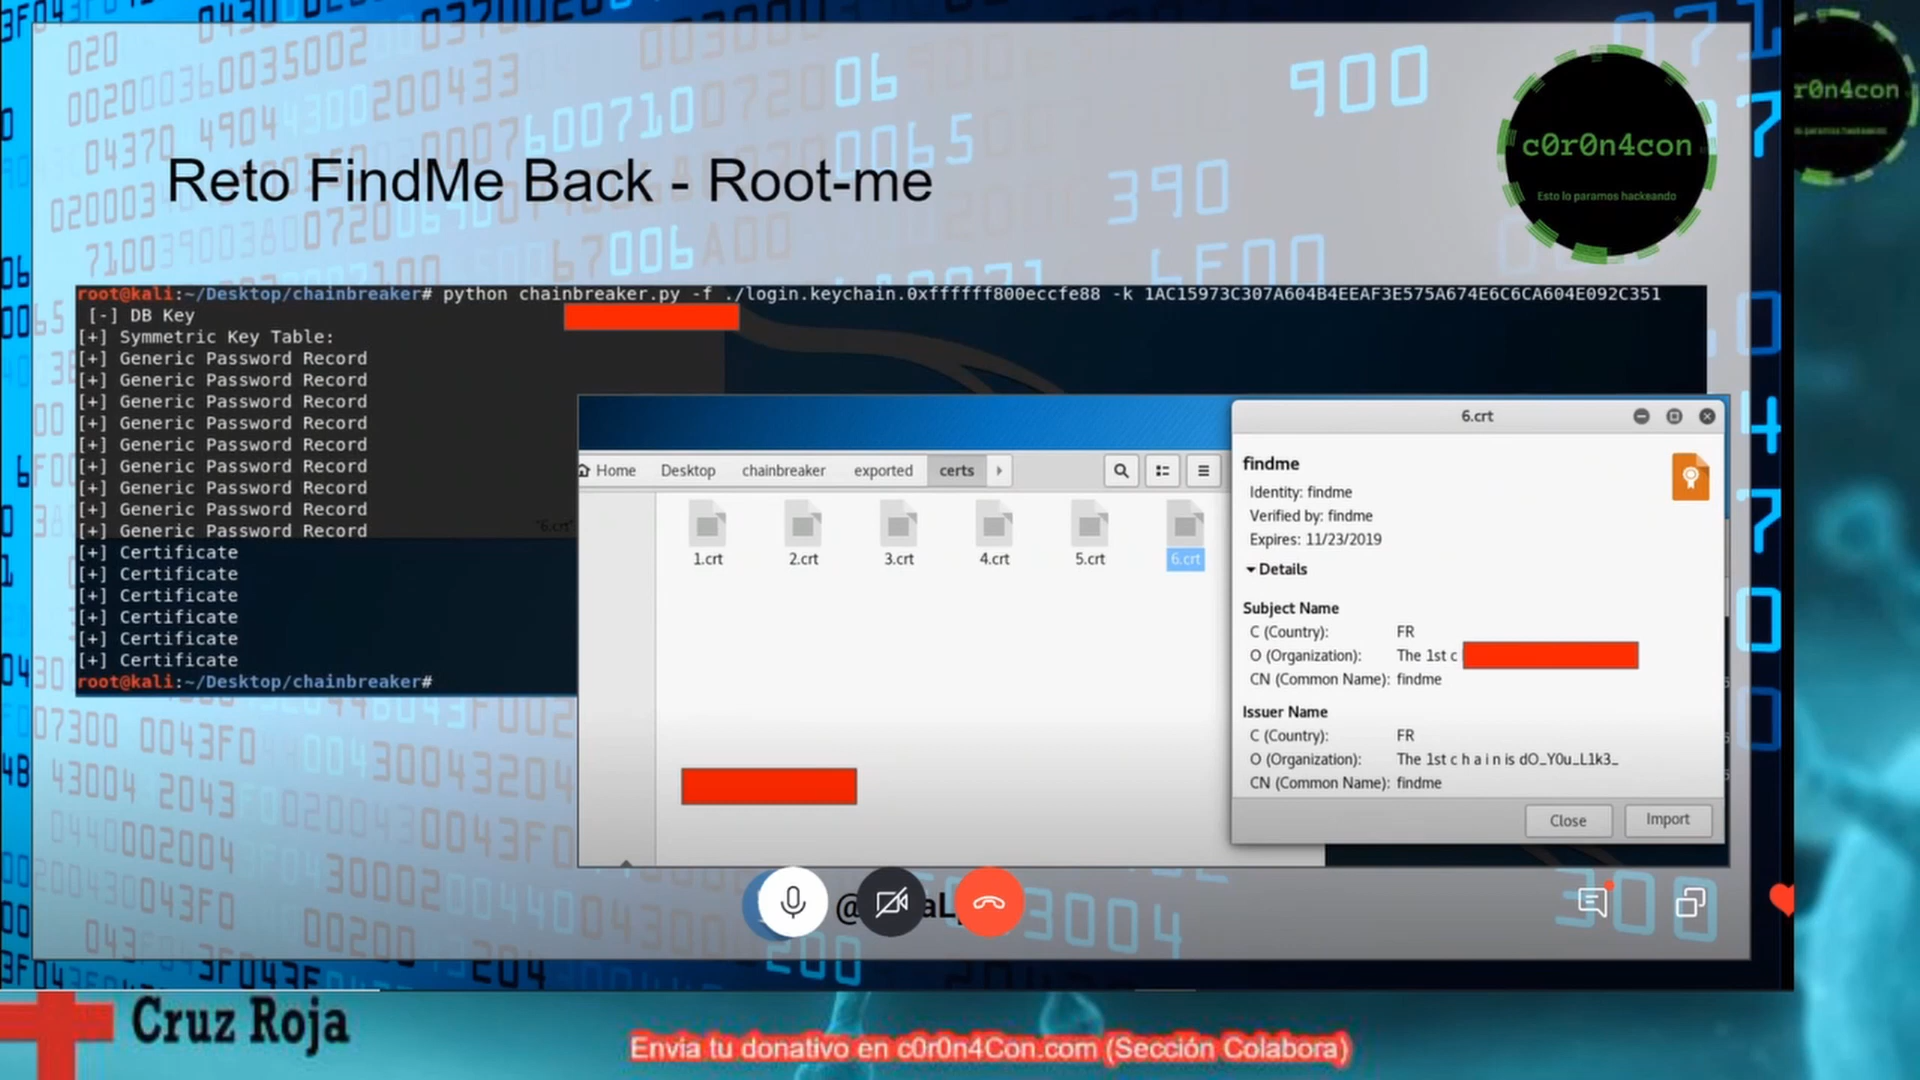 Reto FindMe Back - Root-me
c0r0n4con
Esto lo paramos hackeando
r0n4con
root@kali:~/Desktop/chainbreaker# python chainbreaker.py -f ./login.keychain.0xffffff800eccfe88 -k 1AC15973C307A604B4EEAF3E575A674E6C6CA604E092C351
[-] DB Key
[+] Symmetric Key Table:
[+] Generic Password Record
[+] Generic Password Record
[+] Generic Password Record
[+] Generic Password Record
[+] Generic Password Record
[+] Generic Password Record
[+] Generic Password Record
[+] Generic Password Record
[+] Generic Password Record
[+] Certificate
[+] Certificate
[+] Certificate
[+] Certificate
[+] Certificate
[+] Certificate
root@kali:~/Desktop/chainbreaker#
"6.crt"
Home Desktop chainbreaker exported certs
1.crt 2.crt 3.crt 4.crt 5.crt 6.crt
6.crt
findme
Identity: findme
Verified by: findme
Expires: 11/23/2019
Details
Subject Name
C (Country): FR
O (Organization): The 1st c
CN (Common Name): findme
Issuer Name
C (Country): FR
O (Organization): The 1st c h a i n is dO_Y0u_L1k3_
CN (Common Name): findme
Close Import
Cruz Roja
Envia tu donativo en c0r0n4Con.com (Sección Colabora)